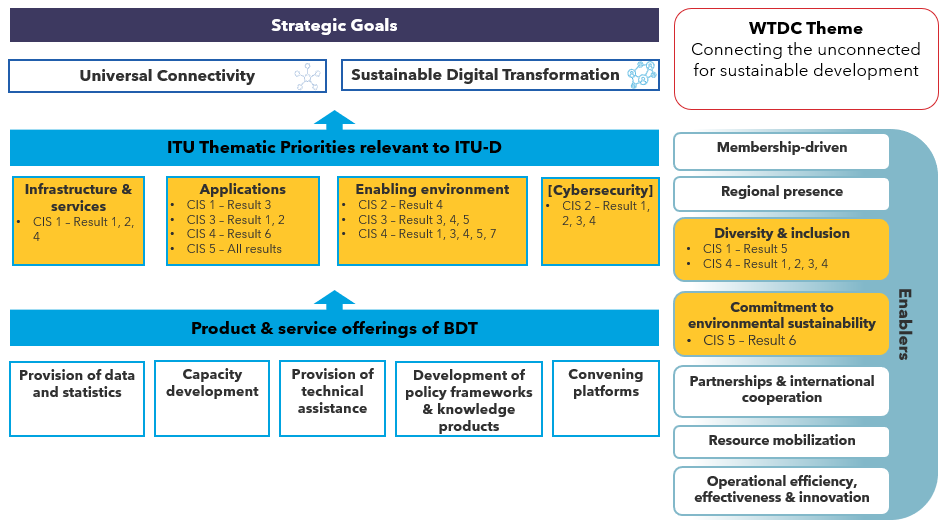 Strategic Goals
Universal Connectivity
Sustainable Digital Transformation
ITU Thematic Priorities relevant to ITU-D
Infrastructure &
services
• CIS 1 – Result 1, 2,
4
Applications
• CIS 1 – Result 3
• CIS 3 – Result 1, 2
• CIS 4 – Result 6
• CIS 5 – All results
Enabling environment
• CIS 2 – Result 4
• CIS 3 – Result 3, 4, 5
• CIS 4 – Result 1, 3, 4, 5, 7
[Cybersecurity]
• CIS 2 – Result 1,
2, 3, 4
Product & service offerings of BDT
Provision of data
and statistics
Capacity
development
Provision of
technical
assistance
Development of
policy frameworks
& knowledge
products
Convening
platforms
WTDC Theme
Connecting the unconnected
for sustainable development
Membership-driven
Regional presence
Diversity & inclusion
• CIS 1 – Result 5
• CIS 4 – Result 1, 2, 3, 4
Commitment to
environmental sustainability
• CIS 5 – Result 6
Partnerships & international
cooperation
Resource mobilization
Operational efficiency,
effectiveness & innovation
Enablers